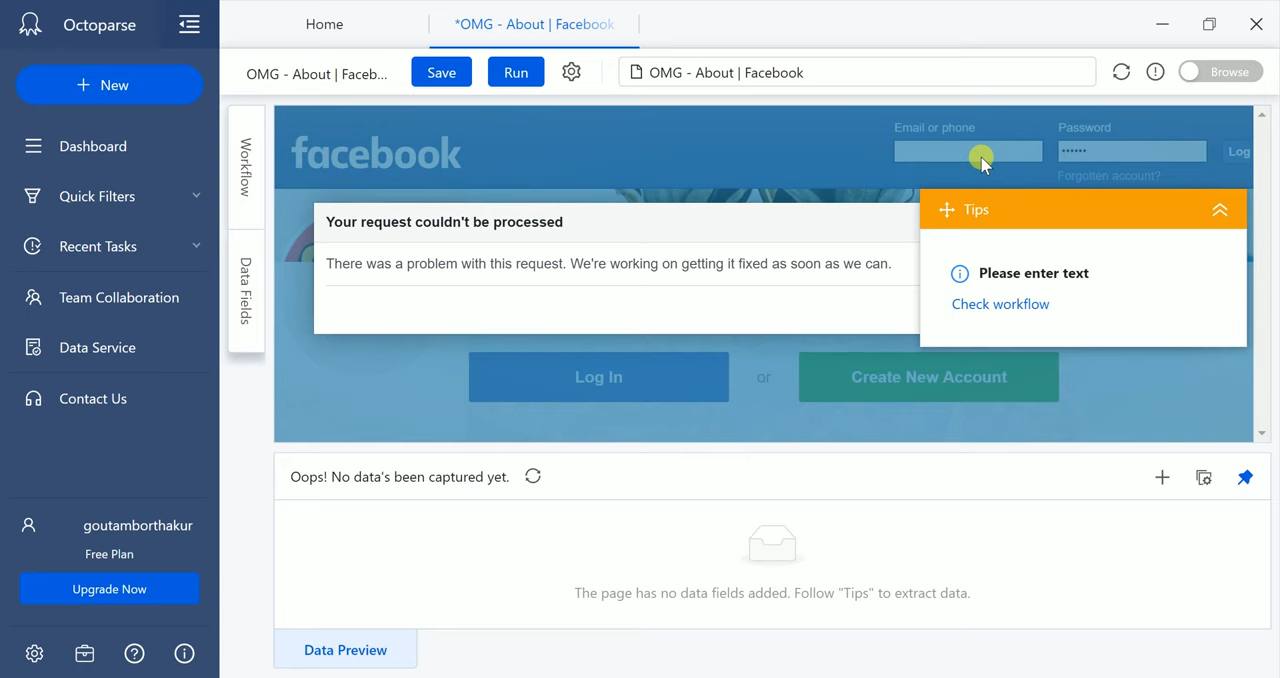 Octoparse
Home
*OMG - About | Facebook
New
OMG - About | Faceb...
Save
Run
OMG - About | Facebook
Browse
Dashboard
Quick Filters
Recent Tasks
Team Collaboration
Data Service
Contact Us
goutamborthakur
Free Plan
Upgrade Now
Workflow
Data Fields
facebook
Email or phone
Password
••••••
Log
Forgotten account?
Your request couldn't be processed
There was a problem with this request. We're working on getting it fixed as soon as we can.
Tips
Please enter text
Check workflow
Log In
or
Create New Account
Oops! No data's been captured yet.
The page has no data fields added. Follow "Tips" to extract data.
Data Preview